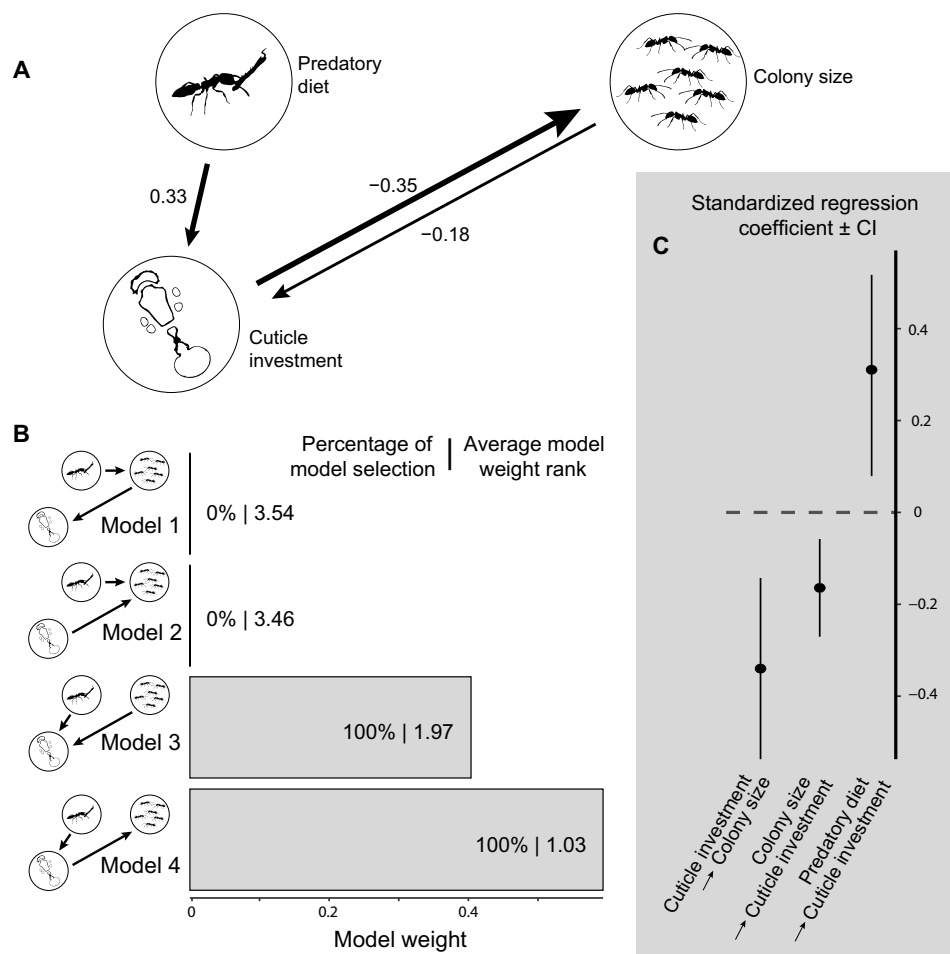 A
Predatory
diet
Colony size
0.33
−0.35
−0.18
Cuticle
investment
B
Percentage of
model selection
Average model
weight rank
Model 1
0% | 3.54
Model 2
0% | 3.46
Model 3
100% | 1.97
Model 4
100% | 1.03
0
0.2
0.4
Model weight
C
Standardized regression
coefficient ± CI
0.4
0.2
0
−0.2
−0.4
Cuticle investment
→ Colony size
Colony size
→ Cuticle investment
Predatory diet
→ Cuticle investment